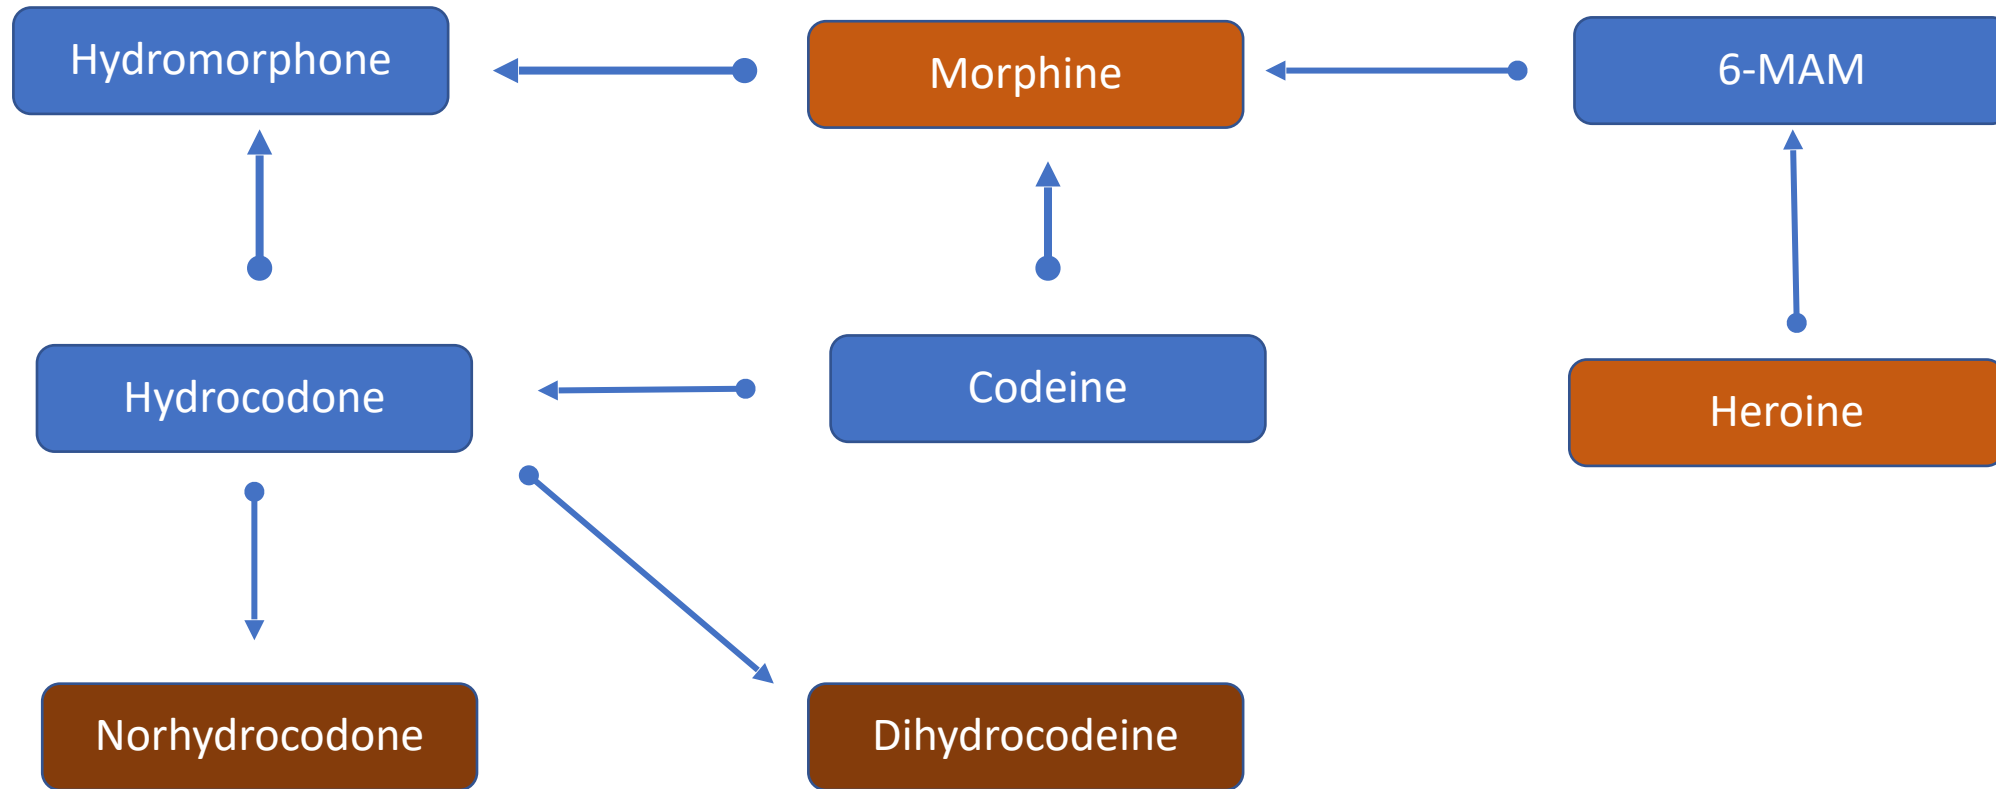 Hydromorphone
Morphine
6-MAM
Hydrocodone
Codeine
Heroine
Norhydrocodone
Dihydrocodeine